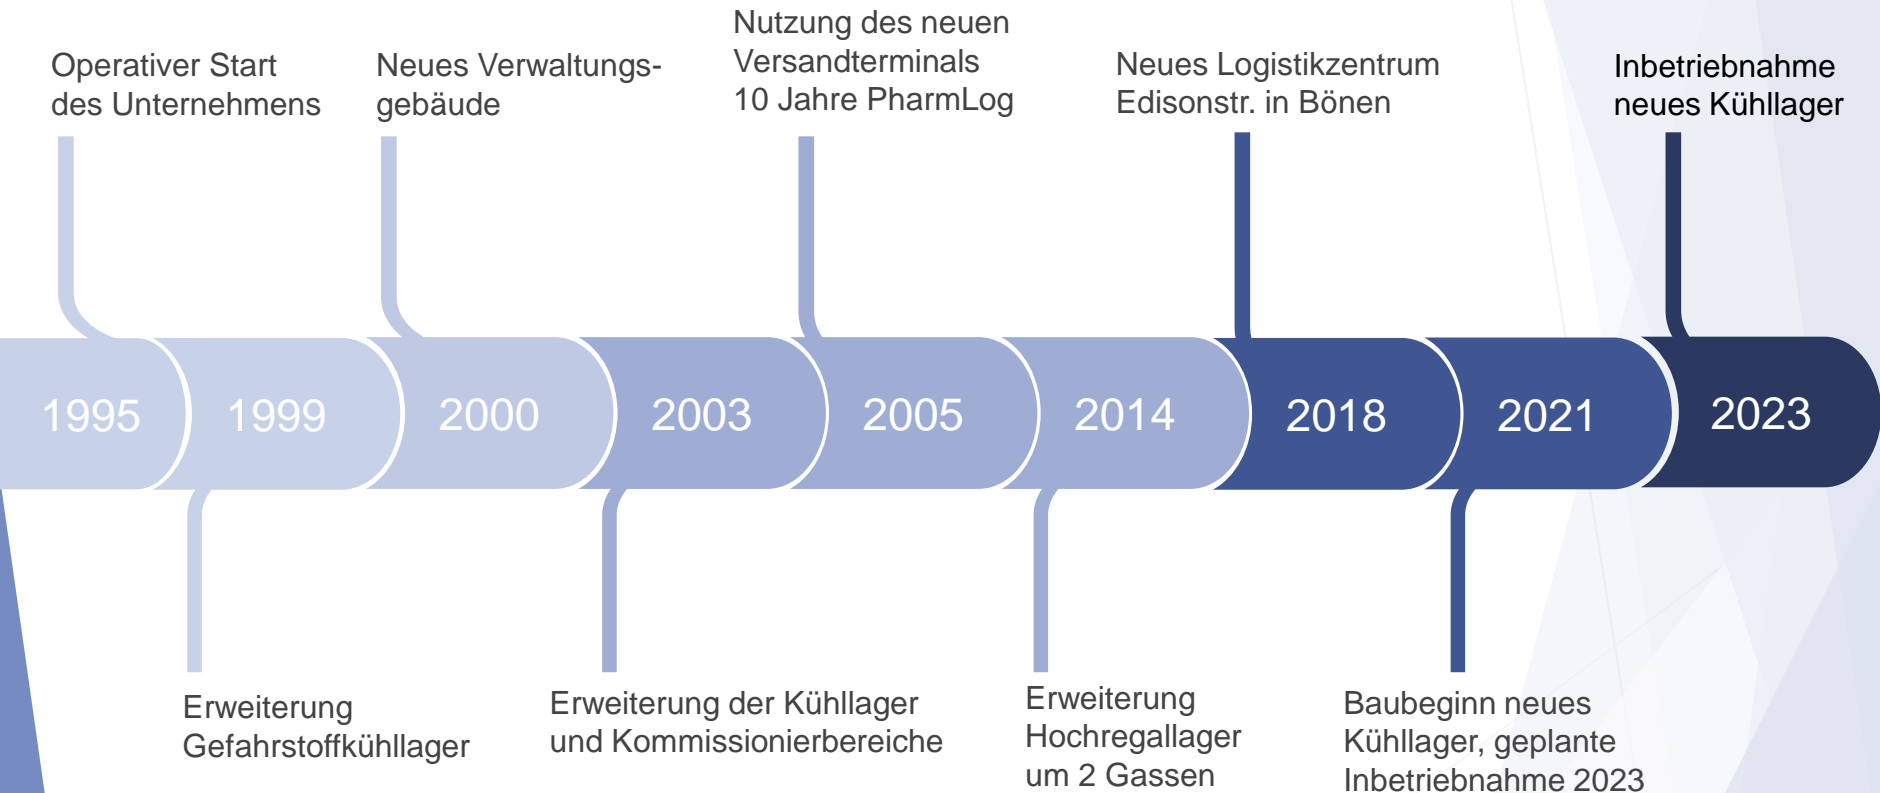 Operativer Start
des Unternehmens
Neues Verwaltungs-
gebäude
Nutzung des neuen
Versandterminals
10 Jahre PharmLog
Neues Logistikzentrum
Edisonstr. in Bönen
Inbetriebnahme
neues Kühllager
1995
1999
2000
2003
2005
2014
2018
2021
2023
Erweiterung
Gefahrstoffkühllager
Erweiterung der Kühllager
und Kommissionierbereiche
Erweiterung
Hochregallager
um 2 Gassen
Baubeginn neues
Kühllager, geplante
Inbetriebnahme 2023